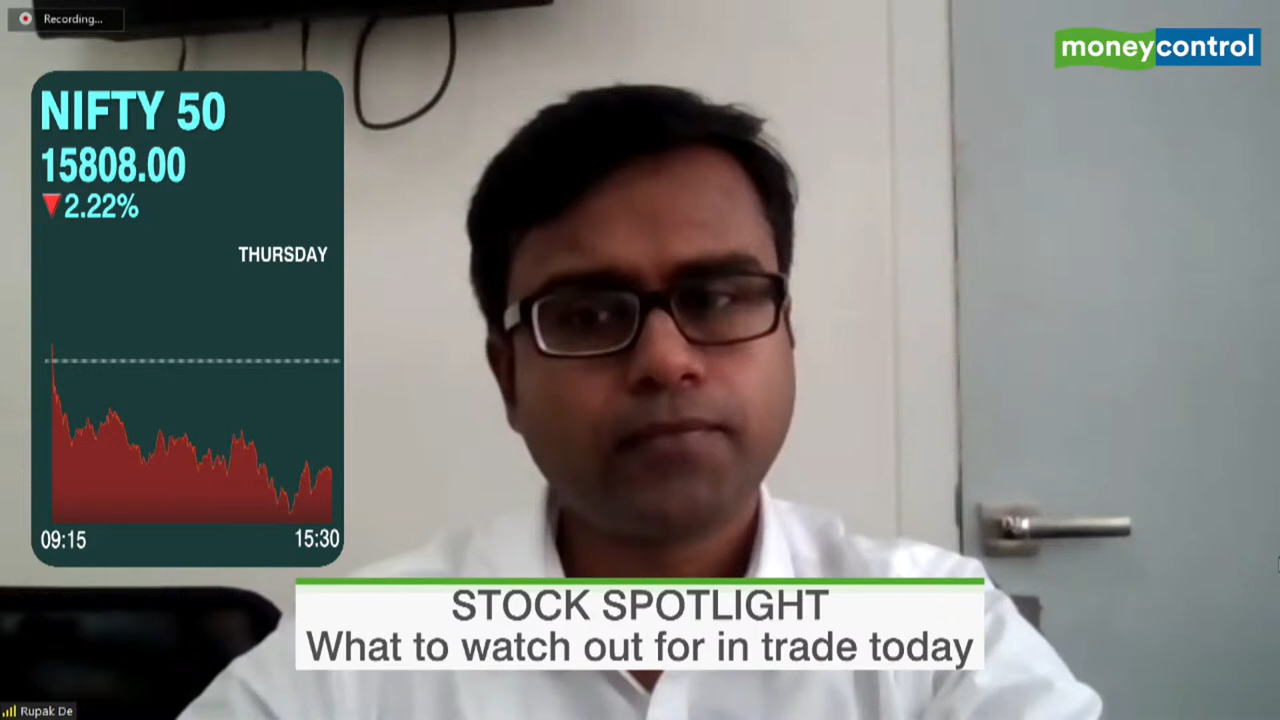 Recording...
moneycontrol
NIFTY 50
15808.00
▼2.22%
THURSDAY
09:15 15:30
STOCK SPOTLIGHT
What to watch out for in trade today
Rupak De